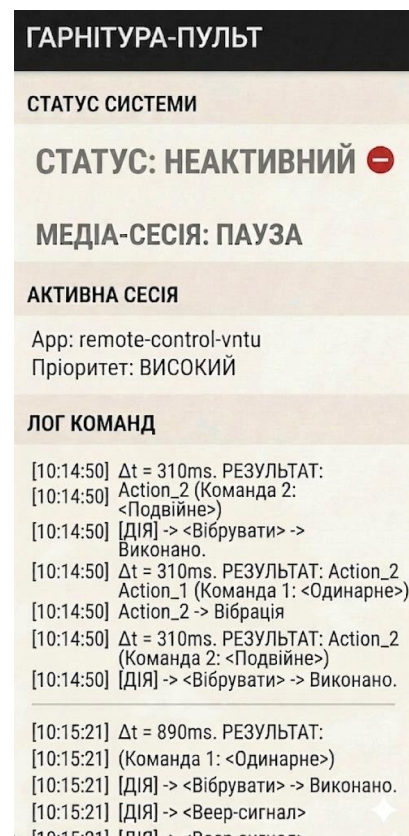 ГАРНІТУРА-ПУЛЬТ
СТАТУС СИСТЕМИ
СТАТУС: НЕАКТИВНИЙ
МЕДІА-СЕСІЯ: ПАУЗА
АКТИВНА СЕСІЯ
App: remote-control-vntu
Пріоритет: ВИСОКИЙ
ЛОГ КОМАНД
[10:14:50] Δt = 310ms. РЕЗУЛЬТАТ:
[10:14:50] Action_2 (Команда 2:
<Подвійне>)
[10:14:50] [ДІЯ] -> <Вібрувати> ->
Виконано.
[10:14:50] Δt = 310ms. РЕЗУЛЬТАТ: Action_2
Action_1 (Команда 1: <Одинарне>)
[10:14:50] Action_2 -> Вібрація
[10:14:50] Δt = 310ms. РЕЗУЛЬТАТ: Action_2
(Команда 2: <Подвійне>)
[10:14:50] [ДІЯ] -> <Вібрувати> -> Виконано.
[10:15:21] Δt = 890ms. РЕЗУЛЬТАТ:
[10:15:21] (Команда 1: <Одинарне>)
[10:15:21] [ДІЯ] -> <Вібрувати> -> Виконано.
[10:15:21] [ДІЯ] -> <Веер-сигнал>